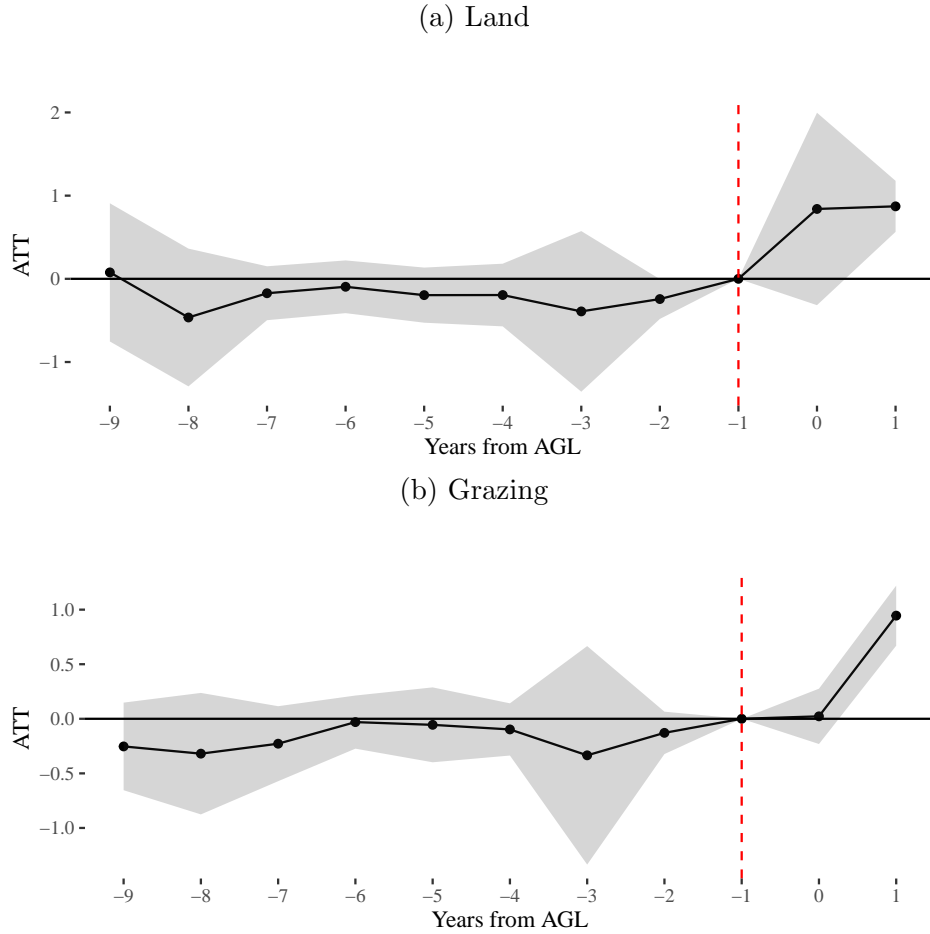 (a) Land
2
1
0
−1
ATT
−9 −8 −7 −6 −5 −4 −3 −2 −1 0 1
Years from AGL
(b) Grazing
1.0
0.5
0.0
−0.5
−1.0
ATT
−9 −8 −7 −6 −5 −4 −3 −2 −1 0 1
Years from AGL